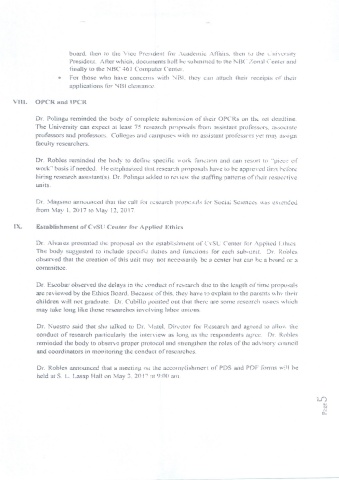 board, then to the Vice President for Academic Affairs, then to the University
President. After which, documents shall be submitted to the NBC Zonal Center and
finally to the NBC 461 Computer Center.
• For those who have concerns with NBI, they can attach their receipts of their
applications for NBI clearance
VIII. OPCR and IPCR
Dr. Polinga reminded the body of complete submission of their OPCRs on the set deadline.
The University can expect at least 75 research proposals from assistant professors, associate
professors and professors. Colleges and campuses with no assistant professors yet may assign
faculty researchers.
Dr. Robles reminded the body to define specific work functions and can resort to "piece of
work" basis if needed. He emphasized that research proposals have to be approved first before
hiring research assistant(s). Dr. Polinga added to review the staffing patterns of their respective
units.
Dr. Magsino announced that the call for research proposals for Social Sciences was extended
from May 1, 2017 to May 12, 2017.
IX. Establishment of CvSU Center for Applied Ethics
Dr. Alvarez presented the proposal on the establishment of CvSU Center for Applied Ethics.
The body suggested to include specific duties and functions for each sub-unit. Dr. Robles
observed that the creation of this unit may not necessarily be a center but can be a board or a
committee.
Dr. Escobar observed the delays in the conduct of research due to the length of time proposals
are reviewed by the Ethics Board. Because of this, they have to explain to the parents why their
children will not graduate. Dr. Cubillo pointed out that there are some research issues which
may take long like those researches involving labor unions.
Dr. Nuestro said that she talked to Dr. Director for Research and agreed to allow the
conduct of research particularly the interview as long as the respondents agree. Dr. Robles
reminded the body to observe proper protocol and strengthen the roles of the advisory council
and coordinators in monitoring the conduct of researches.
Dr. Robles announced that a meeting on the accomplishment of PDS and PDF forms will be
held at S. L. Lasap Hall on May 2, 2017 at 9:00 am.
Page 5